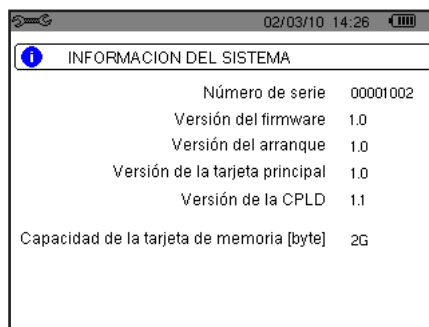 02/03/10 14:26
i INFORMACION DEL SISTEMA
Número de serie 00001002
Versión del firmware 1.0
Versión del arranque 1.0
Versión de la tarjeta principal 1.0
Versión de la CPLD 1.1
Capacidad de la tarjeta de memoria [byte] 2G